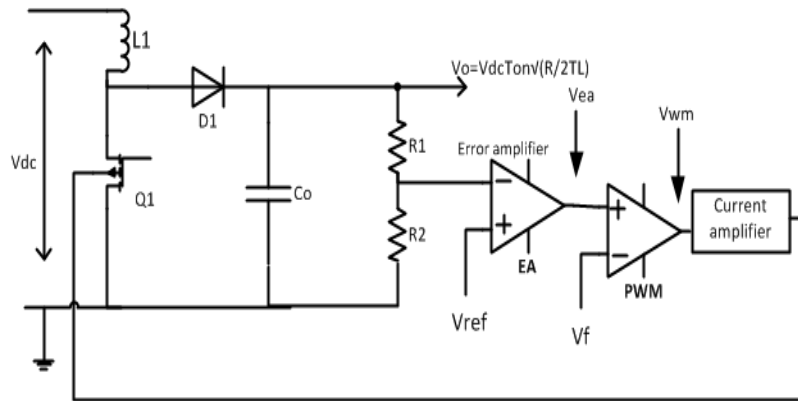 L1
Vo=VdcTon√(R/2TL)
D1
Vea
Vwm
R1
Error amplifier
Vdc
Q1
Co
R2
Current
amplifier
EA
PWM
Vref
Vf